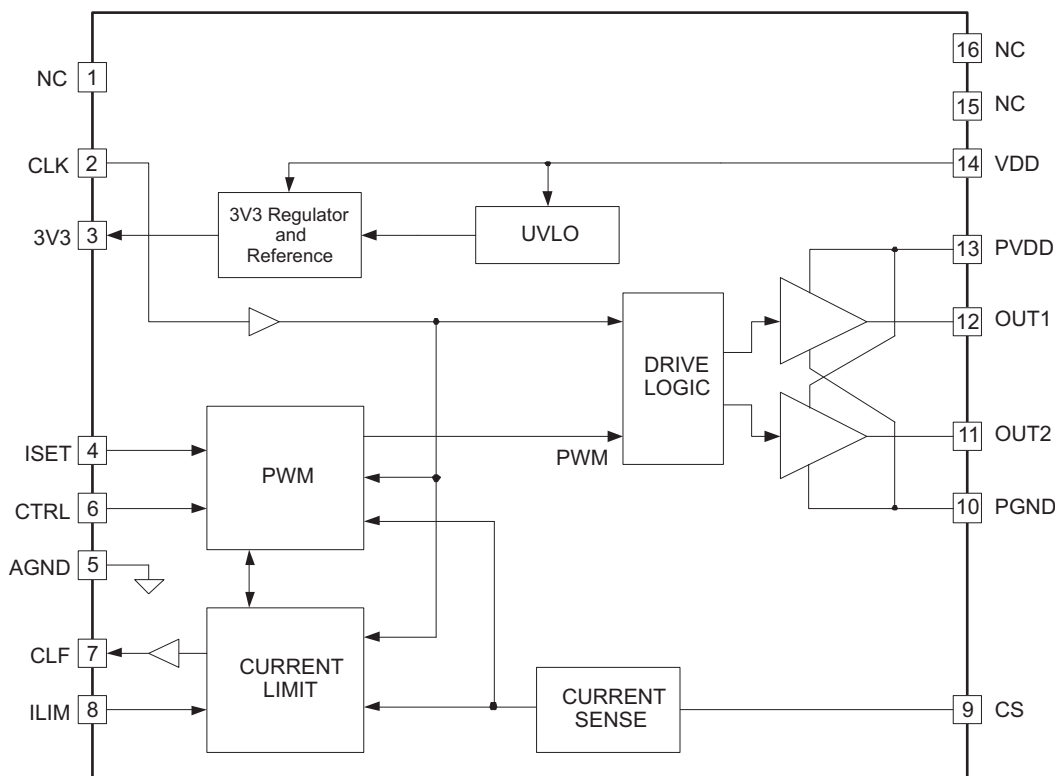 NC 1
16 NC
15 NC
CLK 2
14 VDD
3V3 3
3V3 Regulator
and
Reference
UVLO
13 PVDD
12 OUT1
DRIVE
LOGIC
ISET 4
PWM
PWM
11 OUT2
CTRL 6
10 PGND
AGND 5
CLF 7
CURRENT
LIMIT
ILIM 8
CURRENT
SENSE
9 CS